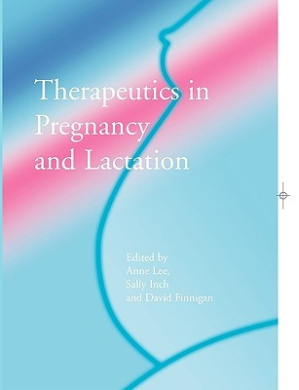 Therapeutics in
Pregnancy
and Lactation
Edited by
Anne Lee,
Sally Inch
and David Finnigan